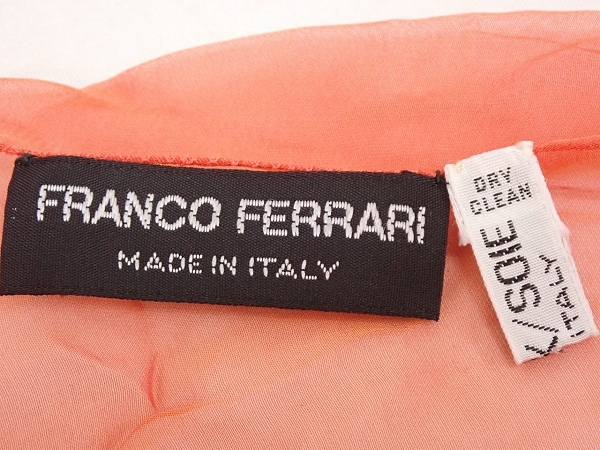 FRANCO FERRARI
MADE IN ITALY
DRY
CLEAN
K/SOIE
ITALY